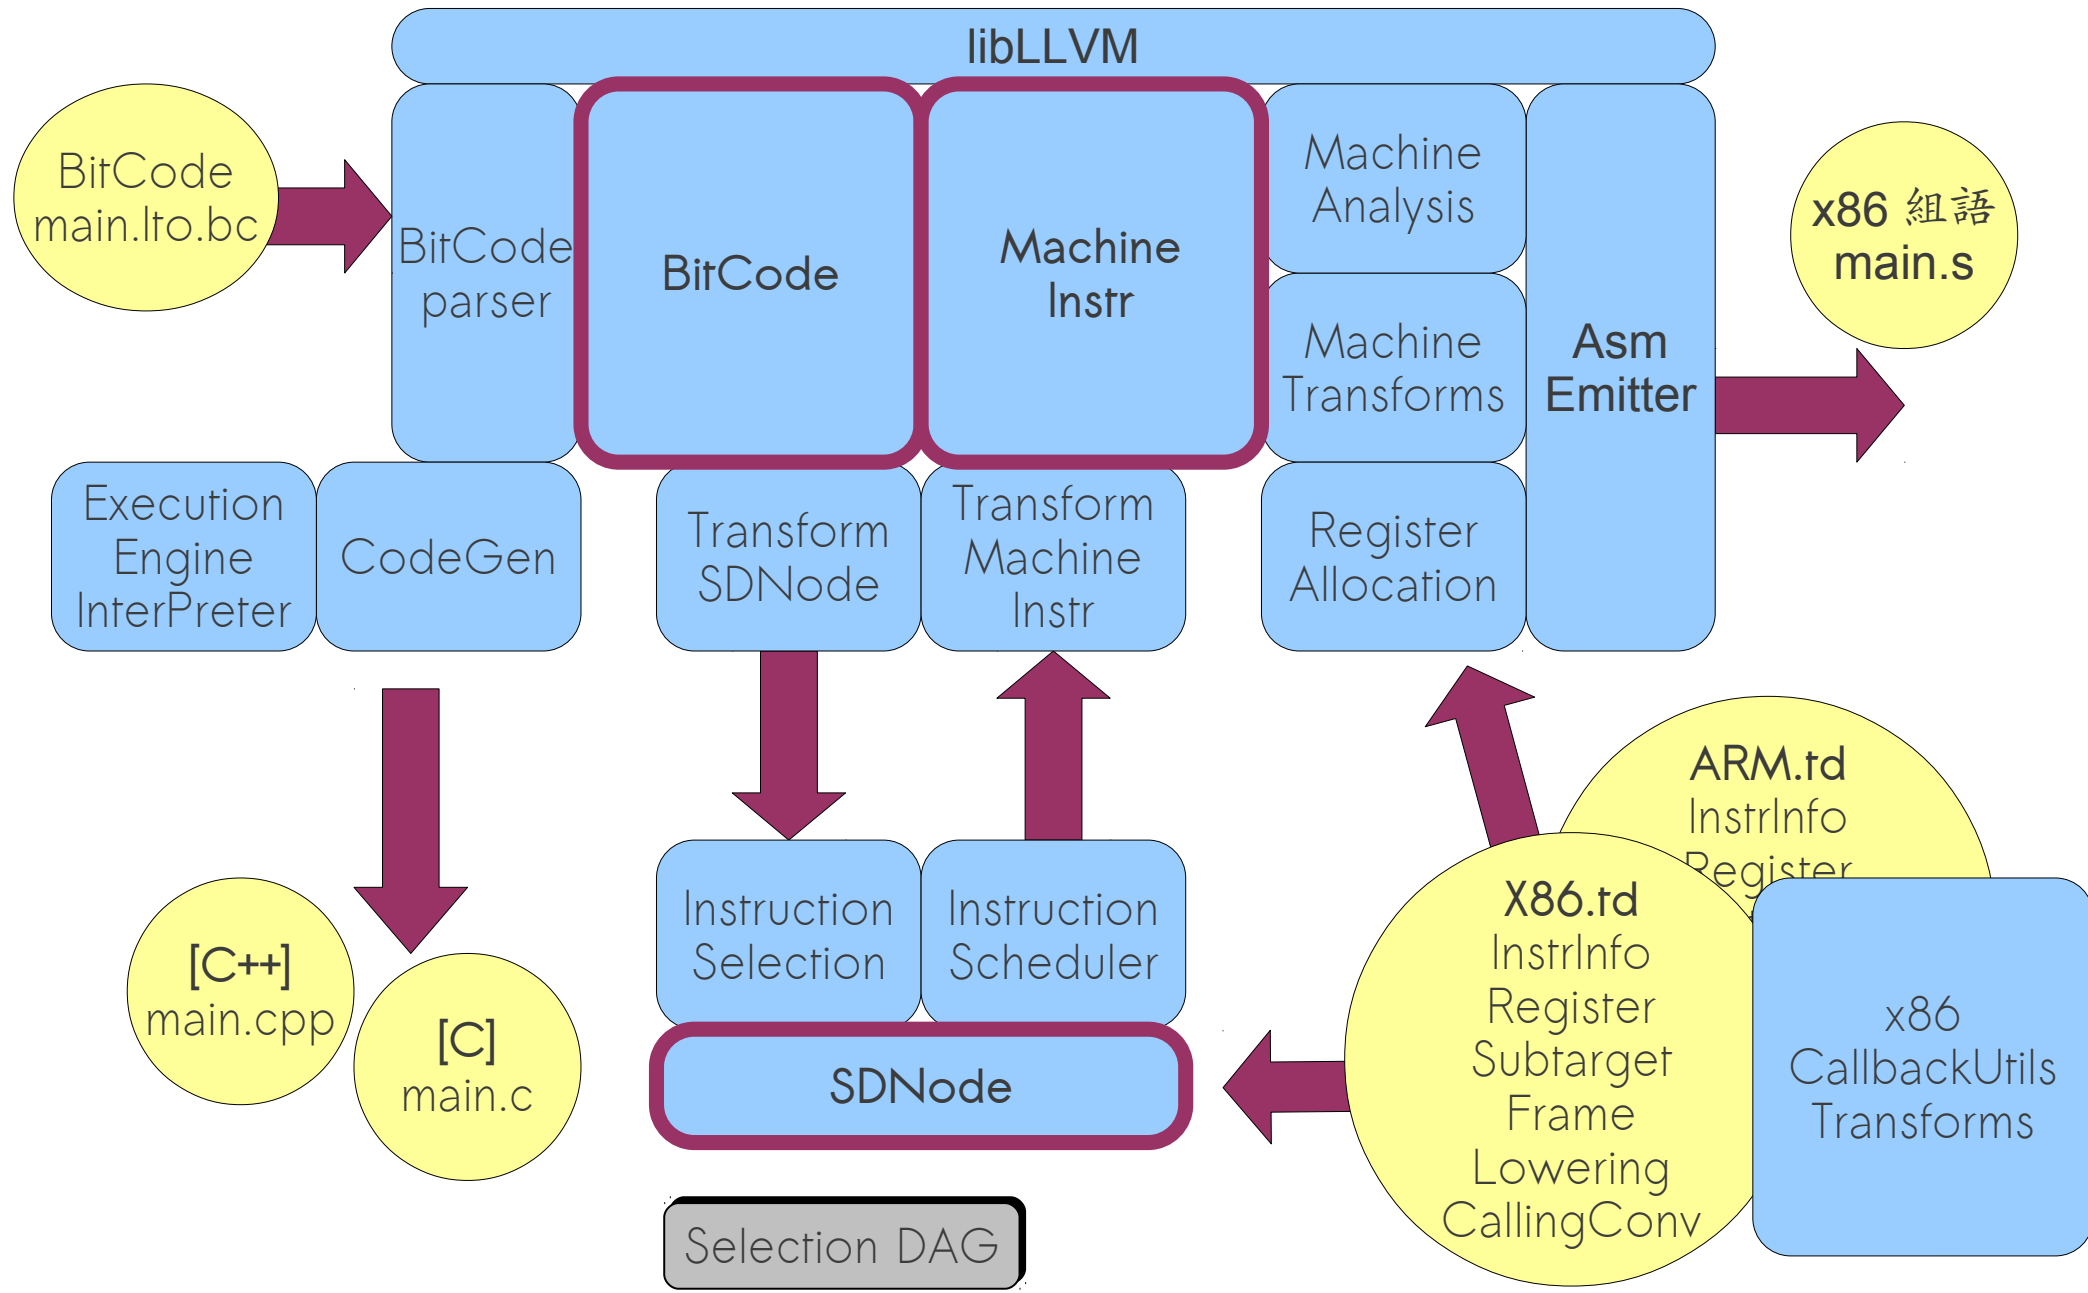 libLLVM
BitCode
main.lto.bc
BitCode
parser
BitCode
Machine
Instr
Machine
Analysis
Machine
Transforms
Asm
Emitter
x86 組語
main.s
Execution
Engine
InterPreter
CodeGen
Transform
SDNode
Transform
Machine
Instr
Register
Allocation
[C++]
main.cpp
[C]
main.c
Instruction
Selection
Instruction
Scheduler
SDNode
Selection DAG
ARM.td
InstrInfo
Register
X86.td
InstrInfo
Register
Subtarget
Frame
Lowering
CallingConv
x86
CallbackUtils
Transforms